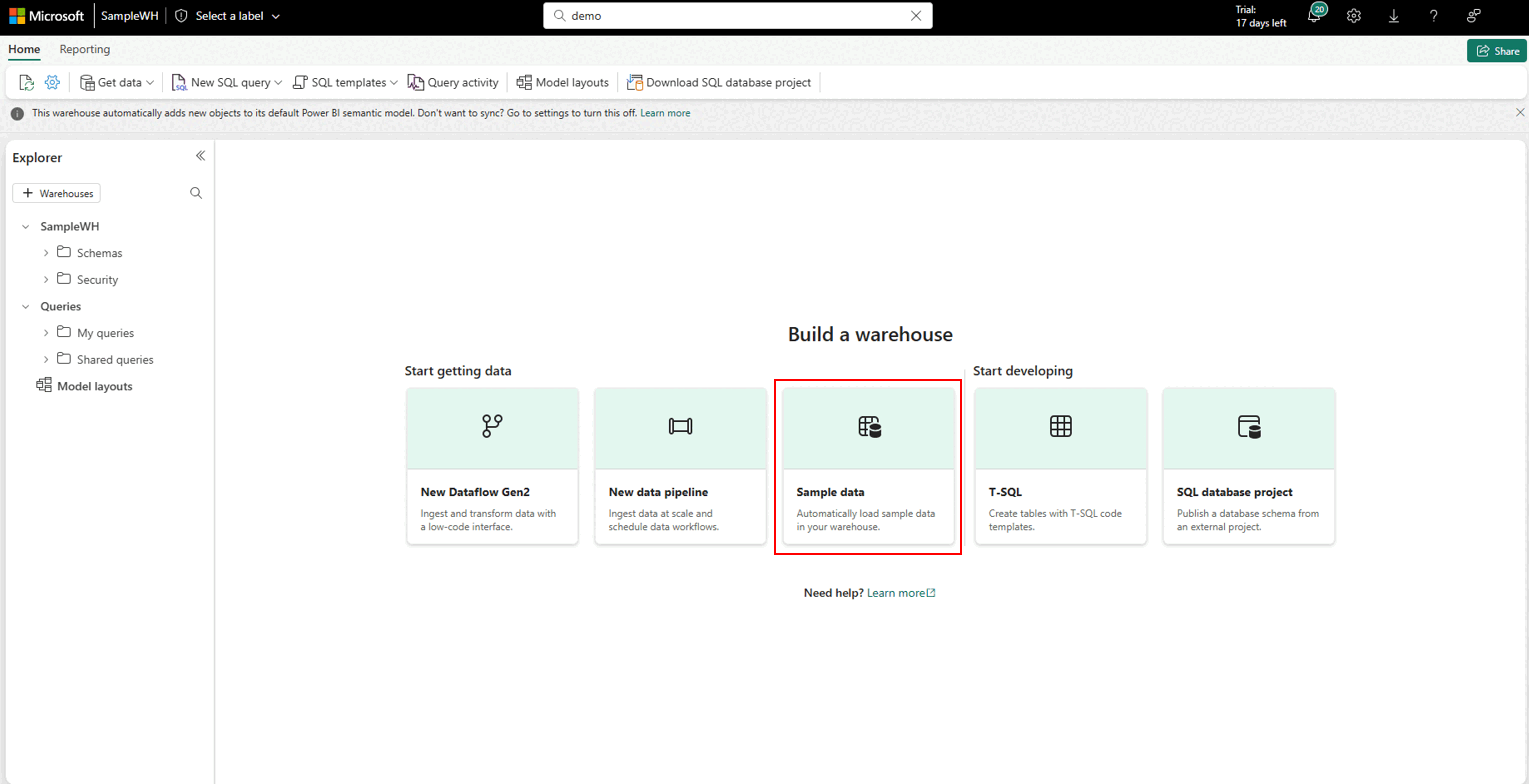 Microsoft SampleWH Select a label demo Trial: 20
17 days left
Home Reporting Share
Get data New SQL query SQL templates Query activity Model layouts Download SQL database project
This warehouse automatically adds new objects to its default Power BI semantic model. Don't want to sync? Go to settings to turn this off. Learn more
Explorer
+ Warehouses
SampleWH
Schemas
Security
Queries
My queries
Shared queries
Model layouts
Build a warehouse
Start getting data
New Dataflow Gen2
Ingest and transform data with
a low-code interface.
New data pipeline
Ingest data at scale and
schedule data workflows.
Sample data
Automatically load sample data
in your warehouse.
Start developing
T-SQL
Create tables with T-SQL code
templates.
SQL database project
Publish a database schema from
an external project.
Need help? Learn more